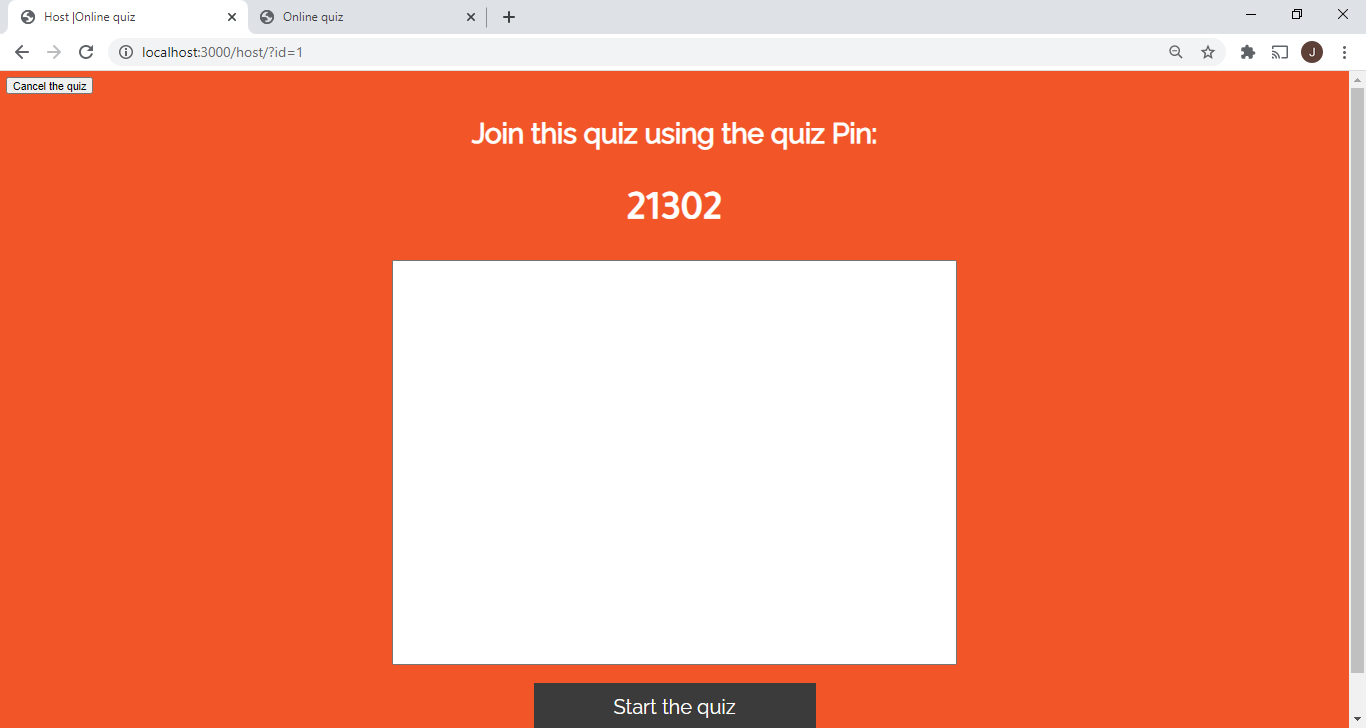 Host |Online quiz
Online quiz
localhost:3000/host/?id=1
J
Cancel the quiz
Join this quiz using the quiz Pin:
21302
Start the quiz